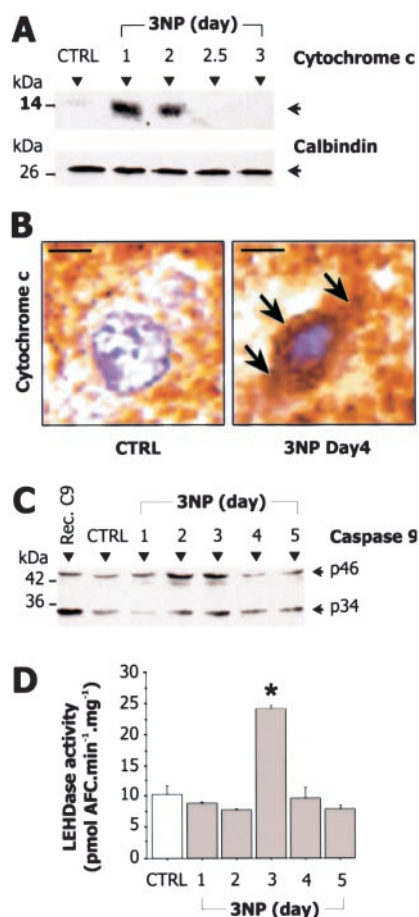 A
3NP (day)
CTRL 1 2 2.5 3 Cytochrome c
kDa
14
kDa
Calbindin
26
B
Cytochrome c
CTRL 3NP Day4
C
3NP (day)
Rec. C9 CTRL 1 2 3 4 5 Caspase 9
kDa
42 p46
36
p34
D
LEHDase activity
(pmol AFC.min⁻¹.mg⁻¹)
30
25
20
15
10
5
0
*
CTRL 1 2 3 4 5
3NP (day)